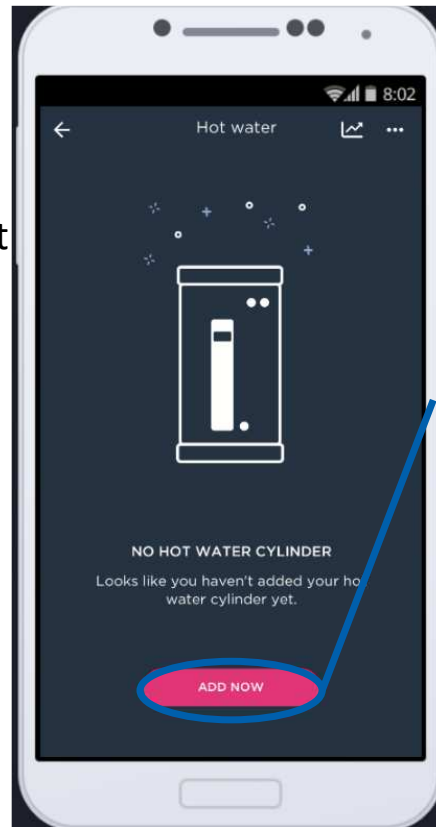 8:02
Hot water
t
NO HOT WATER CYLINDER
Looks like you haven't added your ho
water cylinder yet.
ADD NOW